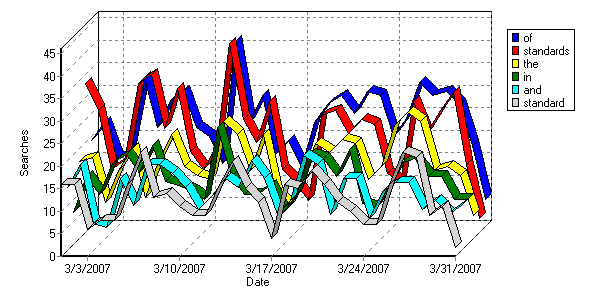 45
40
35
30
25
20
15
10
5
0
Searches
3/3/2007 3/10/2007 3/17/2007 3/24/2007 3/31/2007
Date
of
standards
the
in
and
standard